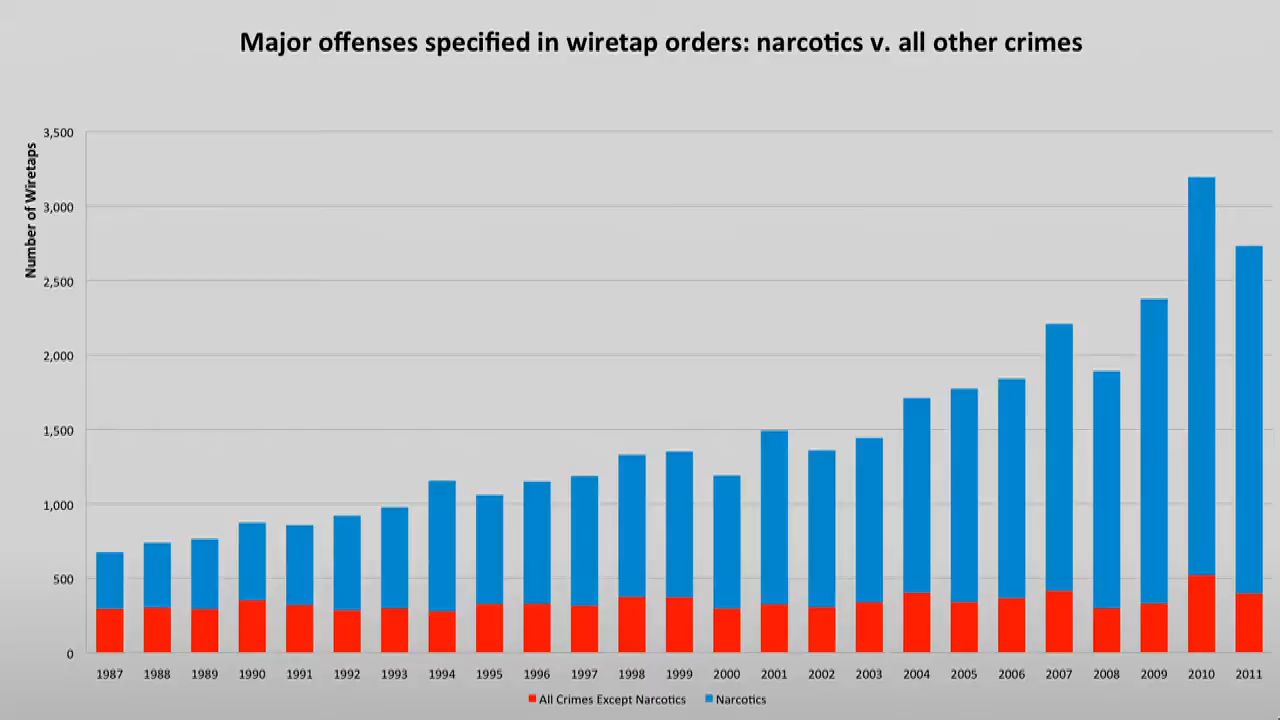 Major offenses specified in wiretap orders: narcotics v. all other crimes
Number of Wiretaps
3,500
3,000
2,500
2,000
1,500
1,000
500
0
1987 1988 1989 1990 1991 1992 1993 1994 1995 1996 1997 1998 1999 2000 2001 2002 2003 2004 2005 2006 2007 2008 2009 2010 2011
All Crimes Except Narcotics Narcotics